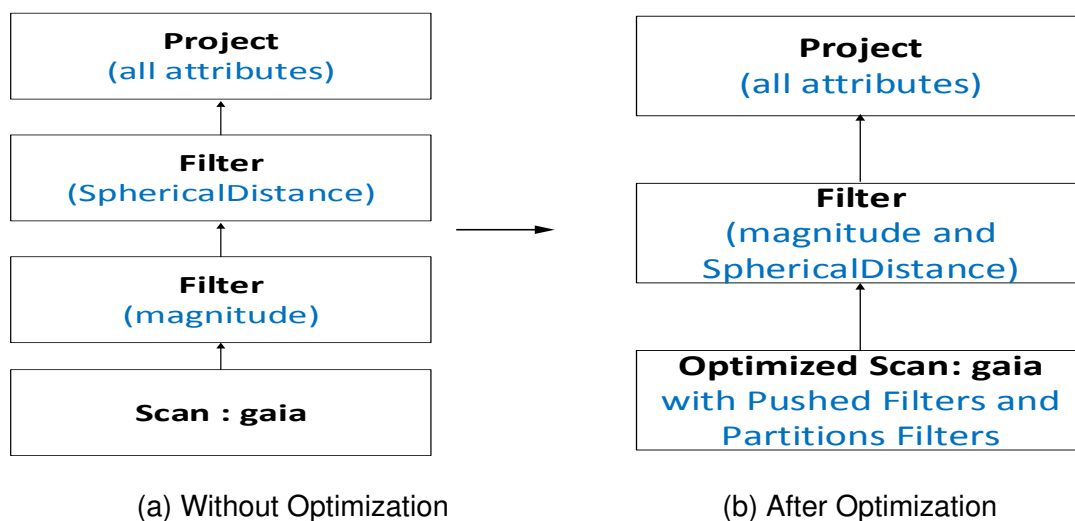 Project
(all attributes)
Filter
(SphericalDistance)
Filter
(magnitude)
Scan : gaia
(a) Without Optimization
Project
(all attributes)
Filter
(magnitude and
SphericalDistance)
Optimized Scan: gaia
with Pushed Filters and
Partitions Filters
(b) After Optimization